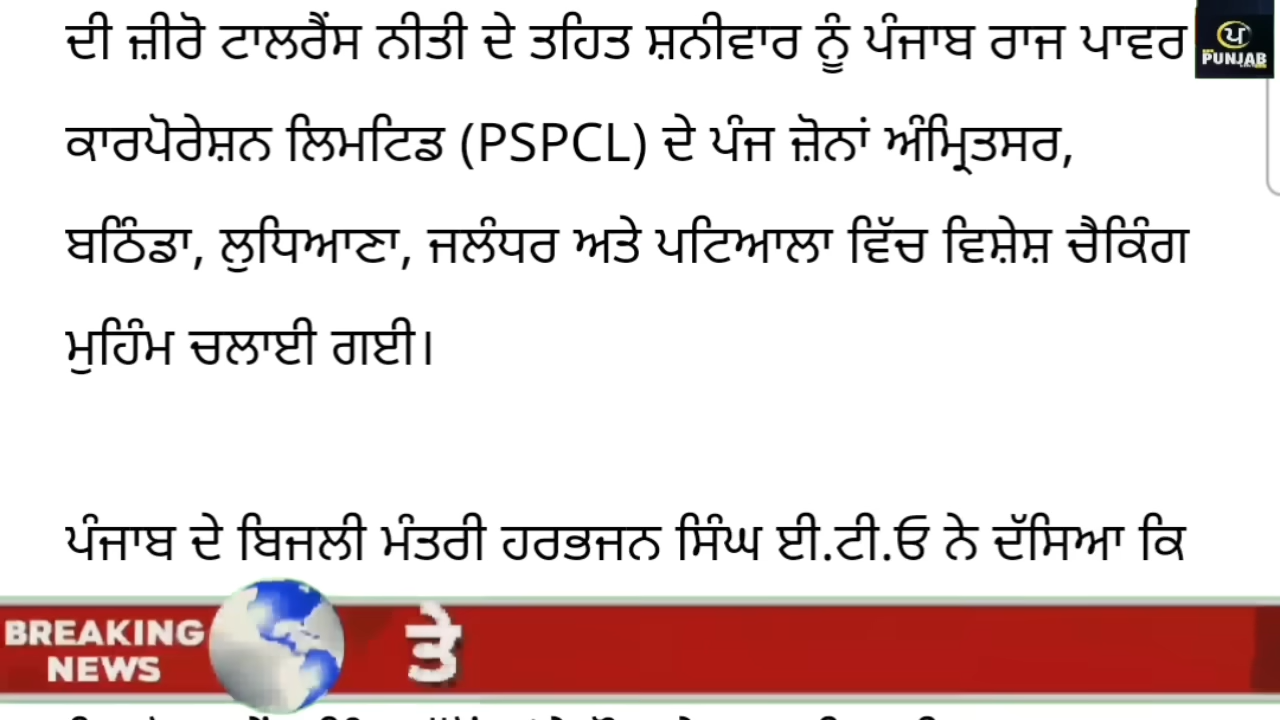 ਦੀ ਜ਼ੀਰੋ ਟਾਲਰੈਂਸ ਨੀਤੀ ਦੇ ਤਹਿਤ ਸ਼ਨੀਵਾਰ ਨੂੰ ਪੰਜਾਬ ਰਾਜ ਪਾਵਰ
ਪ
PUNJAB
ਕਾਰਪੋਰੇਸ਼ਨ ਲਿਮਟਿਡ (PSPCL) ਦੇ ਪੰਜ ਜ਼ੋਨਾਂ ਅੰਮ੍ਰਿਤਸਰ,
ਬਠਿੰਡਾ, ਲੁਧਿਆਣਾ, ਜਲੰਧਰ ਅਤੇ ਪਟਿਆਲਾ ਵਿੱਚ ਵਿਸ਼ੇਸ਼ ਚੈਕਿੰਗ
ਮੁਹਿੰਮ ਚਲਾਈ ਗਈ।
ਪੰਜਾਬ ਦੇ ਬਿਜਲੀ ਮੰਤਰੀ ਹਰਭਜਨ ਸਿੰਘ ਈ.ਟੀ.ਓ ਨੇ ਦੱਸਿਆ ਕਿ
BREAKING
NEWS
ਤੇ